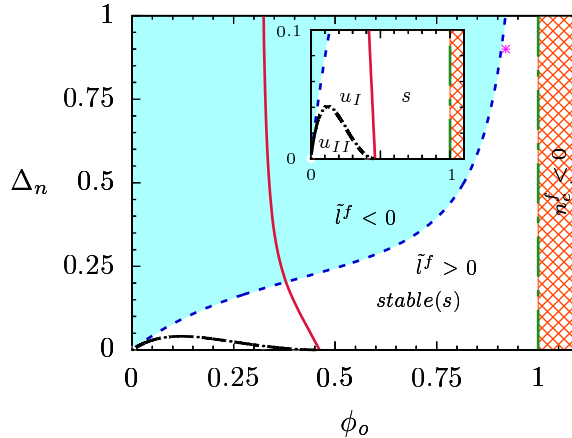 1
0.75
0.5
0.25
0
Δ_n
0 0.25 0.5 0.75 1
ϕ_o
0.1
0
0 1
u_I
u_II
s
l̃^f < 0
l̃^f > 0
stable(s)
n_c^f < 0